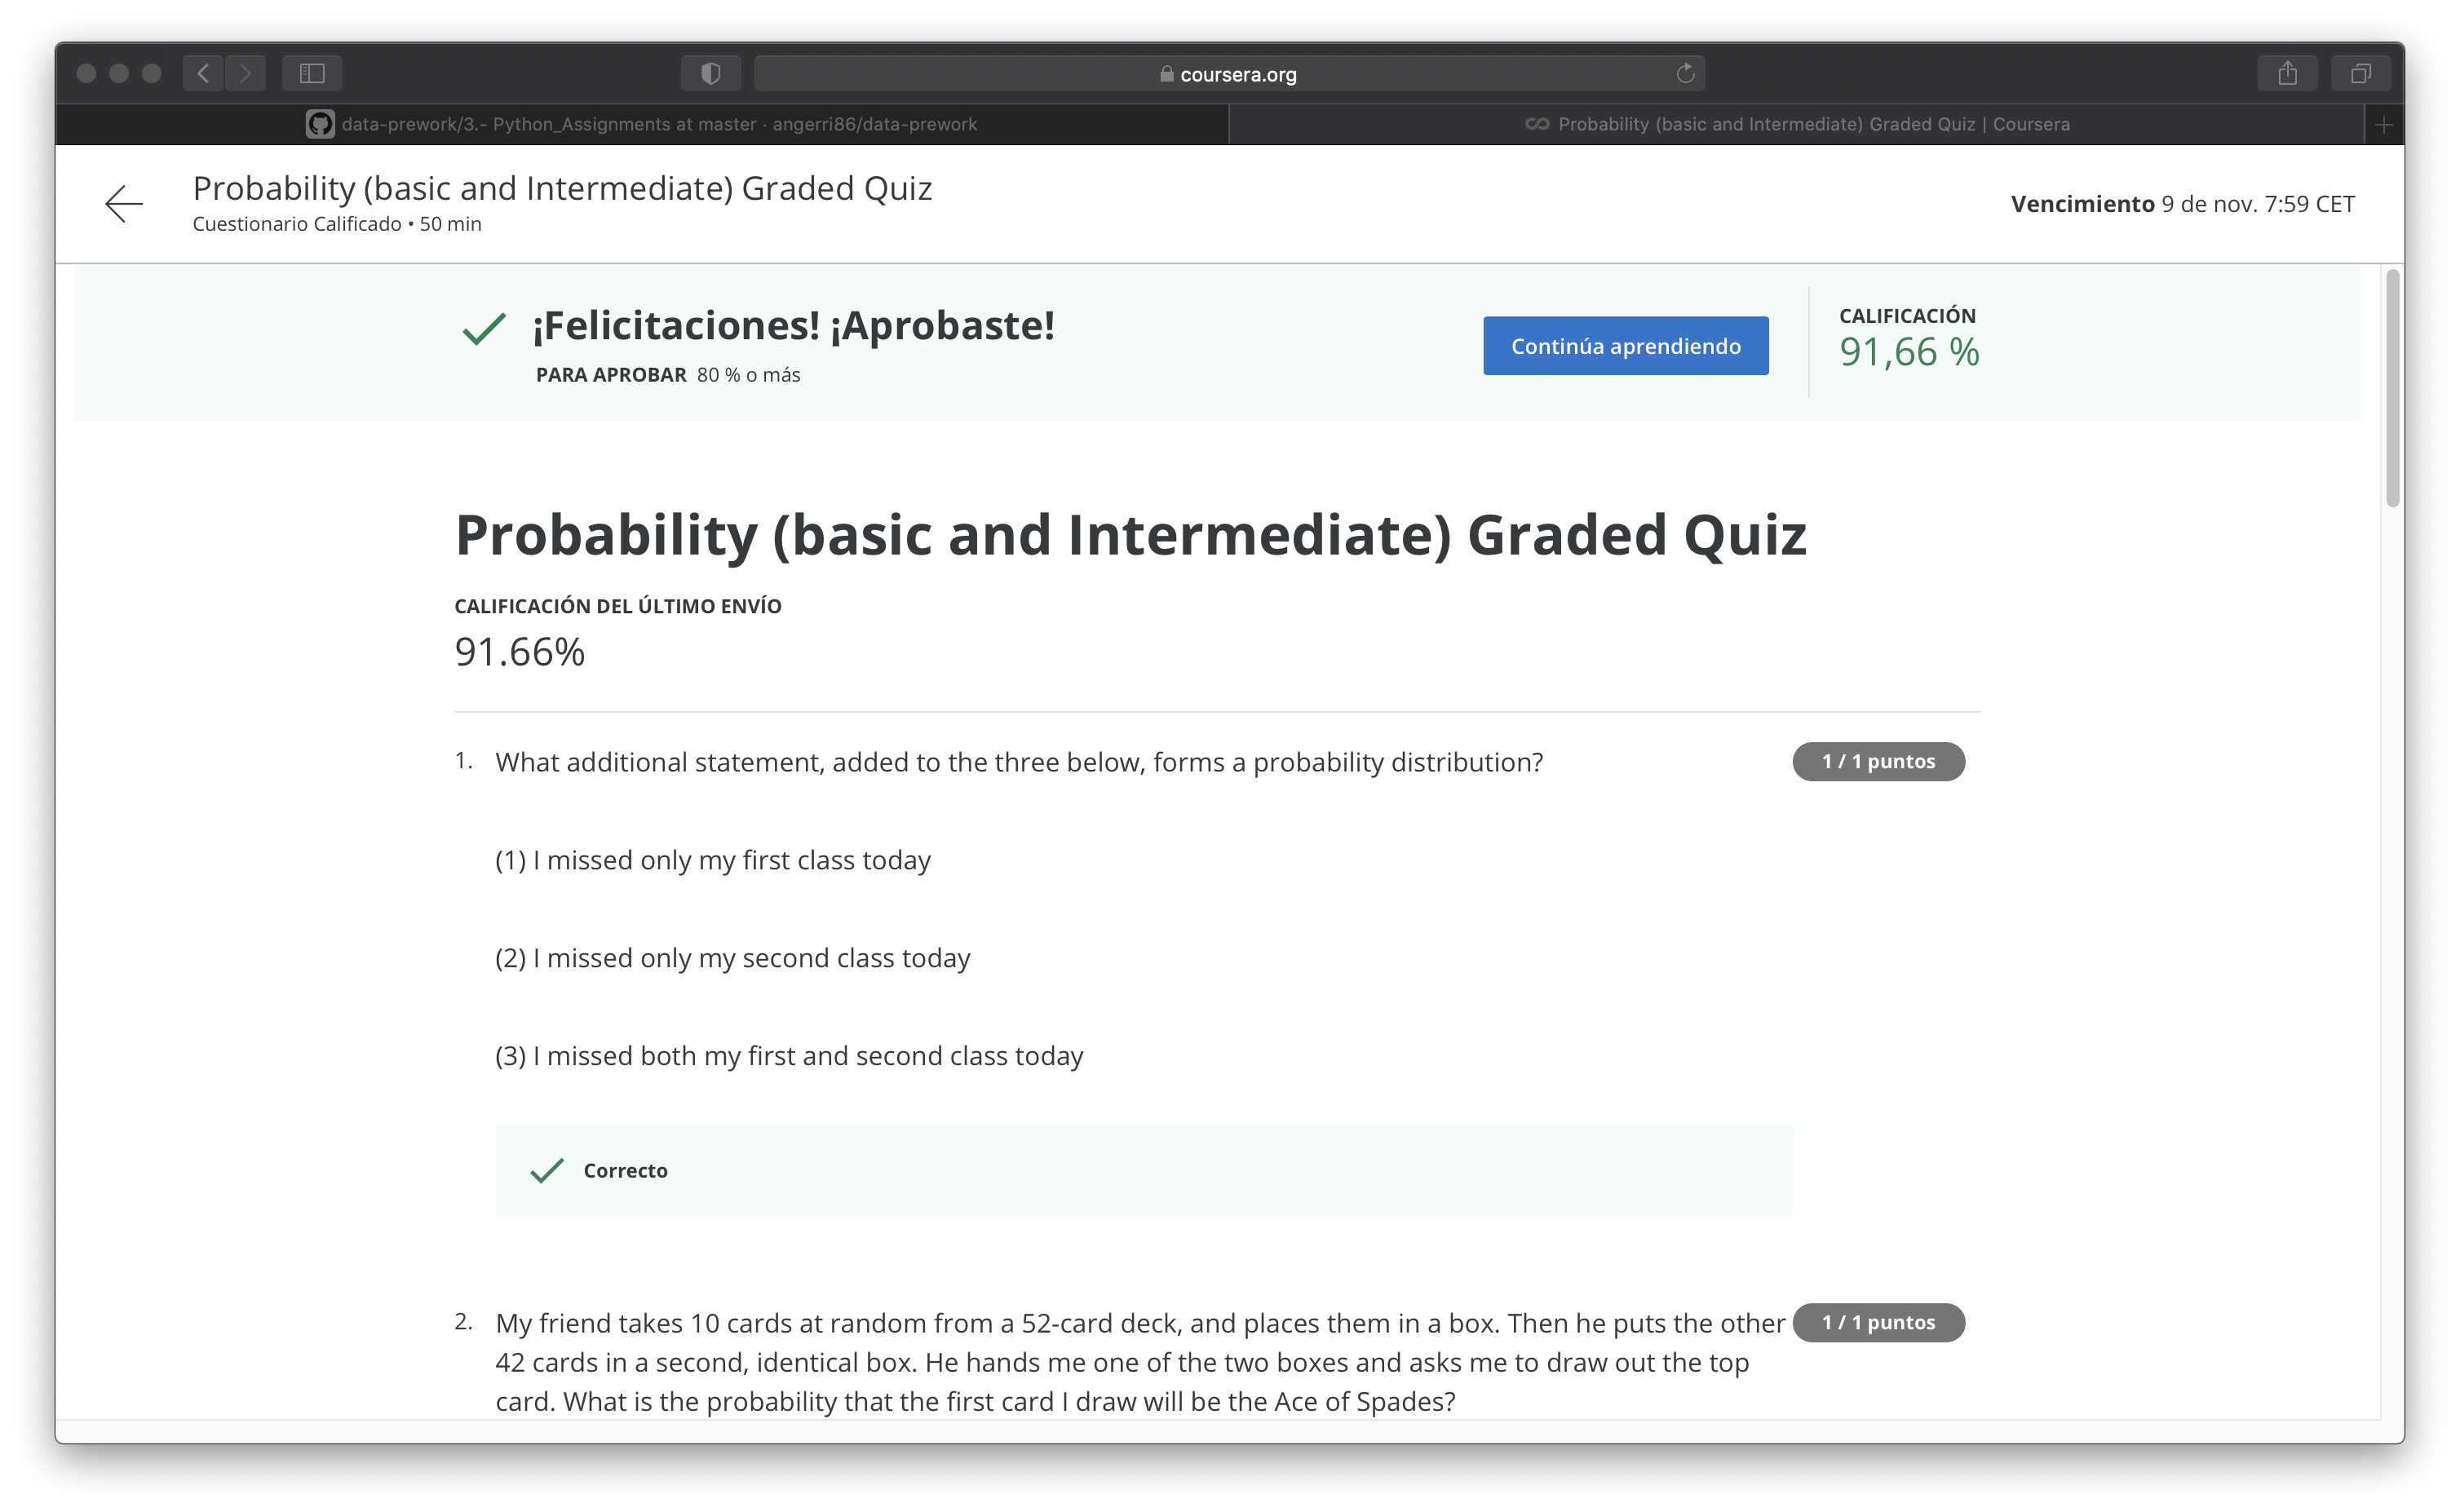 coursera.org
data-prework/3.- Python_Assignments at master · angerri86/data-prework
Probability (basic and Intermediate) Graded Quiz | Coursera
Probability (basic and Intermediate) Graded Quiz
Cuestionario Calificado • 50 min
Vencimiento 9 de nov. 7:59 CET
¡Felicitaciones! ¡Aprobaste!
PARA APROBAR 80 % o más
Continúa aprendiendo
CALIFICACIÓN
91,66 %
Probability (basic and Intermediate) Graded Quiz
CALIFICACIÓN DEL ÚLTIMO ENVÍO
91.66%
1. What additional statement, added to the three below, forms a probability distribution?
1 / 1 puntos
(1) I missed only my first class today
(2) I missed only my second class today
(3) I missed both my first and second class today
Correcto
2. My friend takes 10 cards at random from a 52-card deck, and places them in a box. Then he puts the other
1 / 1 puntos
42 cards in a second, identical box. He hands me one of the two boxes and asks me to draw out the top
card. What is the probability that the first card I draw will be the Ace of Spades?